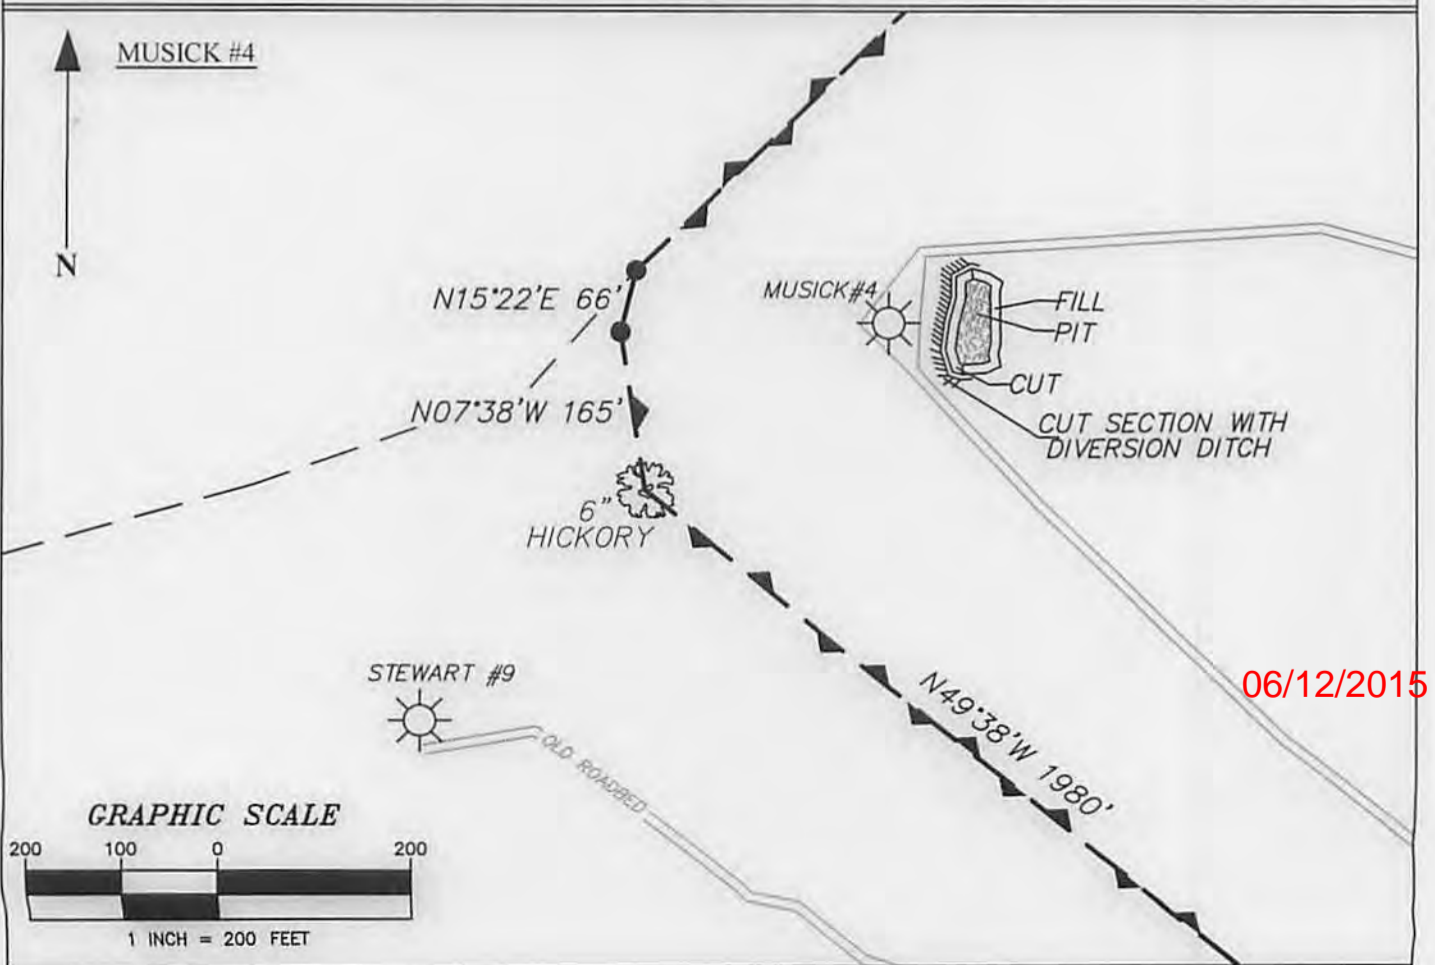 MUSICK #4
N
N15°22'E 66'
MUSICK#4
FILL
PIT
CUT
N07°38'W 165'
CUT SECTION WITH
DIVERSION DITCH
6"
HICKORY
STEWART #9
N49°38'W 1980'
06/12/2015
OLD ROADBED
GRAPHIC SCALE
200 100 0 200
1 INCH = 200 FEET